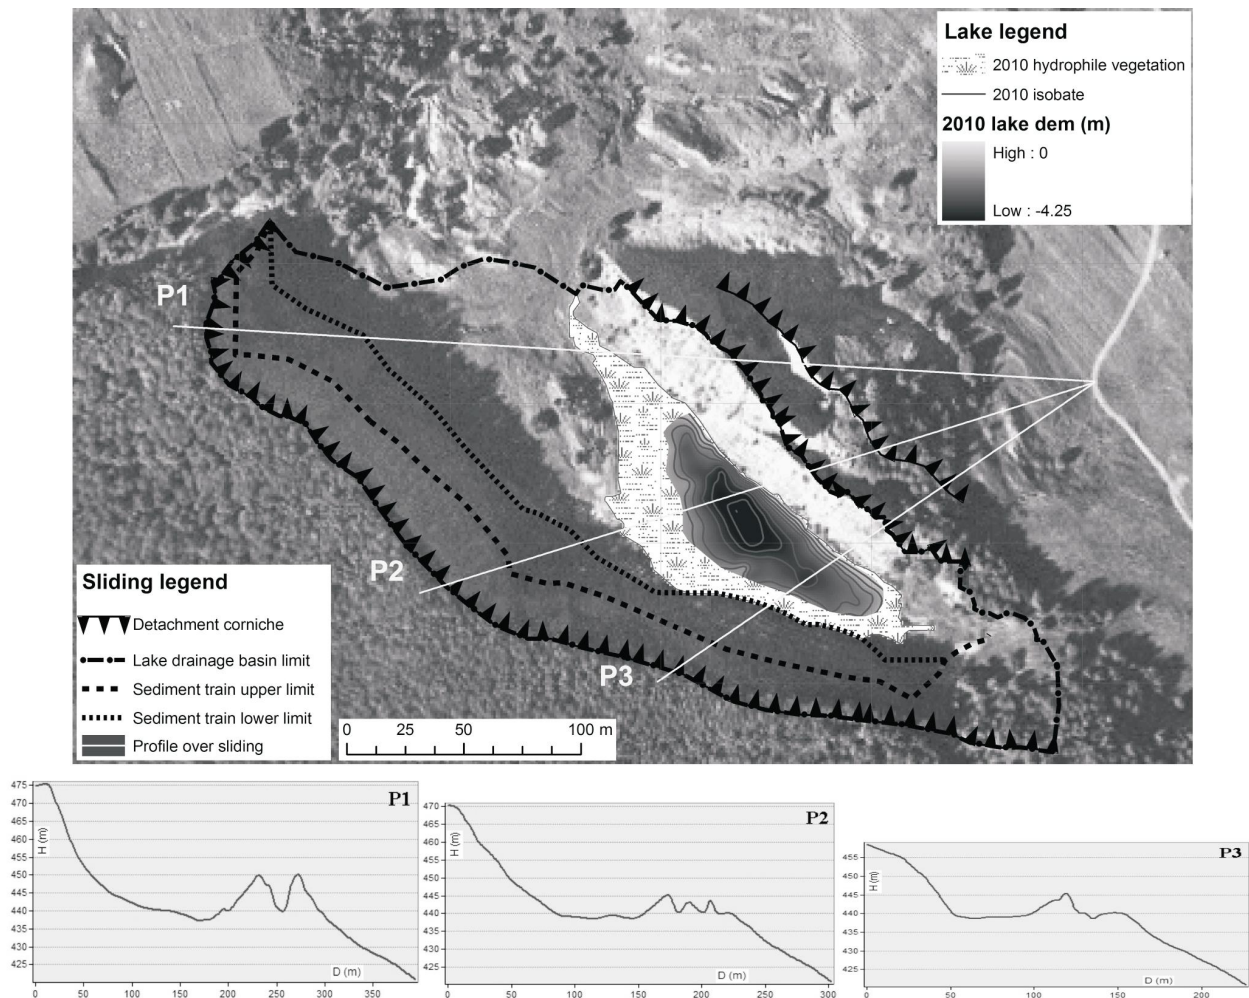 Lake legend
2010 hydrophile vegetation
2010 isobate
2010 lake dem (m)
High : 0
Low : -4.25
P1
P2
P3
Sliding legend
Detachment corniche
Lake drainage basin limit
Sediment train upper limit
Sediment train lower limit
Profile over sliding
0 25 50 100 m
P1
475
470
465
460
455
450
445
440
435
430
425
H (m)
D (m)
0 50 100 150 200 250 300 350
P2
470
465
460
455
450
445
440
435
430
425
H (m)
D (m)
0 50 100 150 200 250 300
P3
455
450
445
440
435
430
425
H (m)
D (m)
0 50 100 150 200